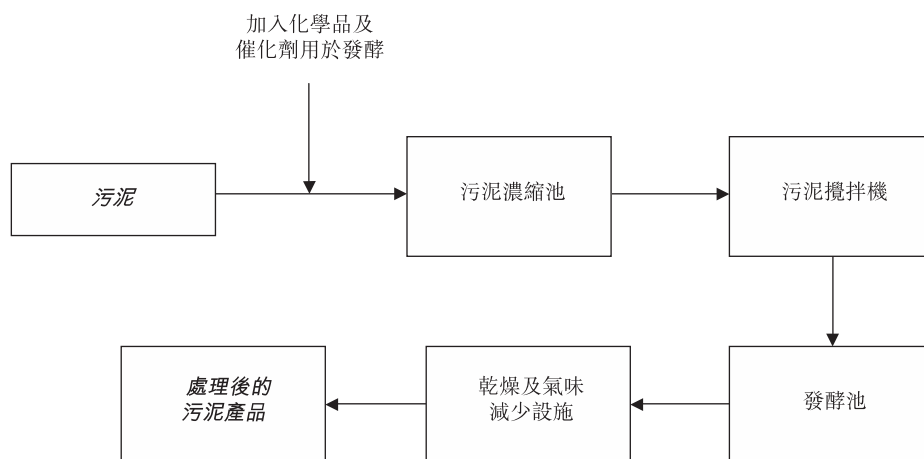 加入化學品及
催化劑用於發酵
污泥
污泥濃縮池
污泥攪拌機
發酵池
乾燥及氣味
減少設施
處理後的
污泥產品